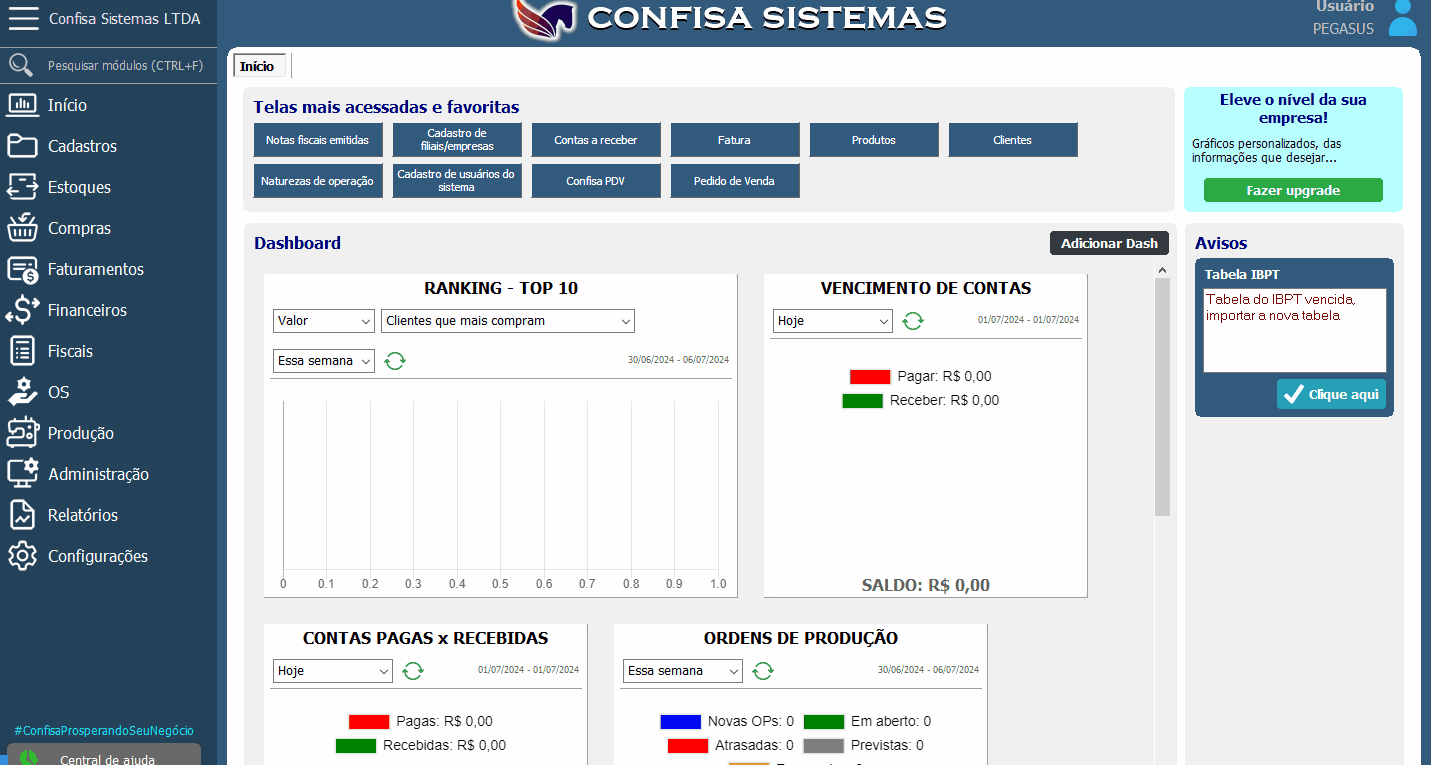 Confisa Sistemas LTDA
CONFISA SISTEMAS
Usuário
PEGASUS
Pesquisar módulos (CTRL+F)
Início
Cadastros
Estoques
Compras
Faturamentos
Financeiros
Fiscais
OS
Produção
Administração
Relatórios
Configurações
#ConfisaProsperandoSeuNegócio
Central de ajuda
Início
Telas mais acessadas e favoritas
Notas fiscais emitidas
Cadastro de
filiais/empresas
Contas a receber
Fatura
Produtos
Clientes
Naturezas de operação
Cadastro de usuários do
sistema
Confisa PDV
Pedido de Venda
Eleve o nível da sua
empresa!
Gráficos personalizados, das
informações que desejar...
Fazer upgrade
Dashboard
Adicionar Dash
RANKING - TOP 10
Valor
Clientes que mais compram
Essa semana
30/06/2024 - 06/07/2024
0 0.1 0.2 0.3 0.4 0.5 0.6 0.7 0.8 0.9 1.0
VENCIMENTO DE CONTAS
Hoje
01/07/2024 - 01/07/2024
Pagar: R$ 0,00
Receber: R$ 0,00
SALDO: R$ 0,00
CONTAS PAGAS x RECEBIDAS
Hoje
01/07/2024 - 01/07/2024
Pagas: R$ 0,00
Recebidas: R$ 0,00
ORDENS DE PRODUÇÃO
Essa semana
30/06/2024 - 06/07/2024
Novas OPs: 0
Em aberto: 0
Atrasadas: 0
Previstas: 0
Avisos
Tabela IBPT
Tabela do IBPT vencida,
importar a nova tabela
Clique aqui